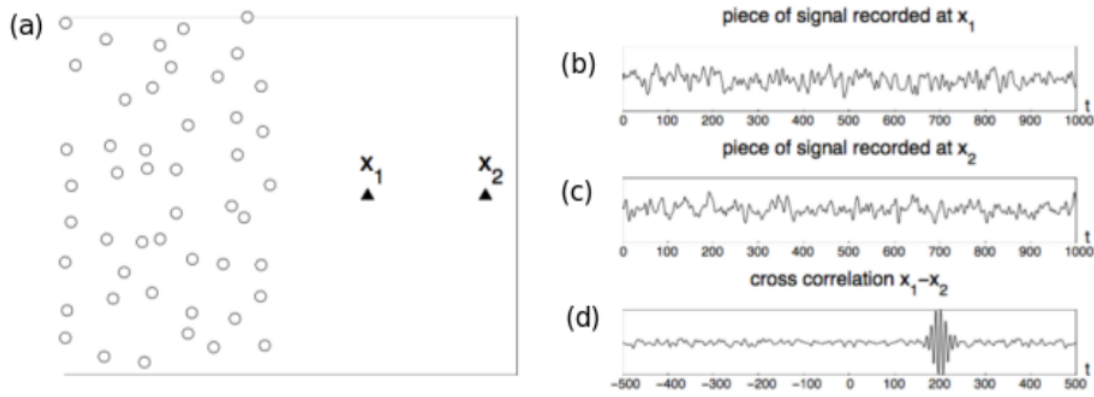 (a)
x1
x2
piece of signal recorded at x1
(b)
t
0 100 200 300 400 500 600 700 800 900 1000
piece of signal recorded at x2
(c)
t
0 100 200 300 400 500 600 700 800 900 1000
cross correlation x1−x2
(d)
t
−500 −400 −300 −200 −100 0 100 200 300 400 500